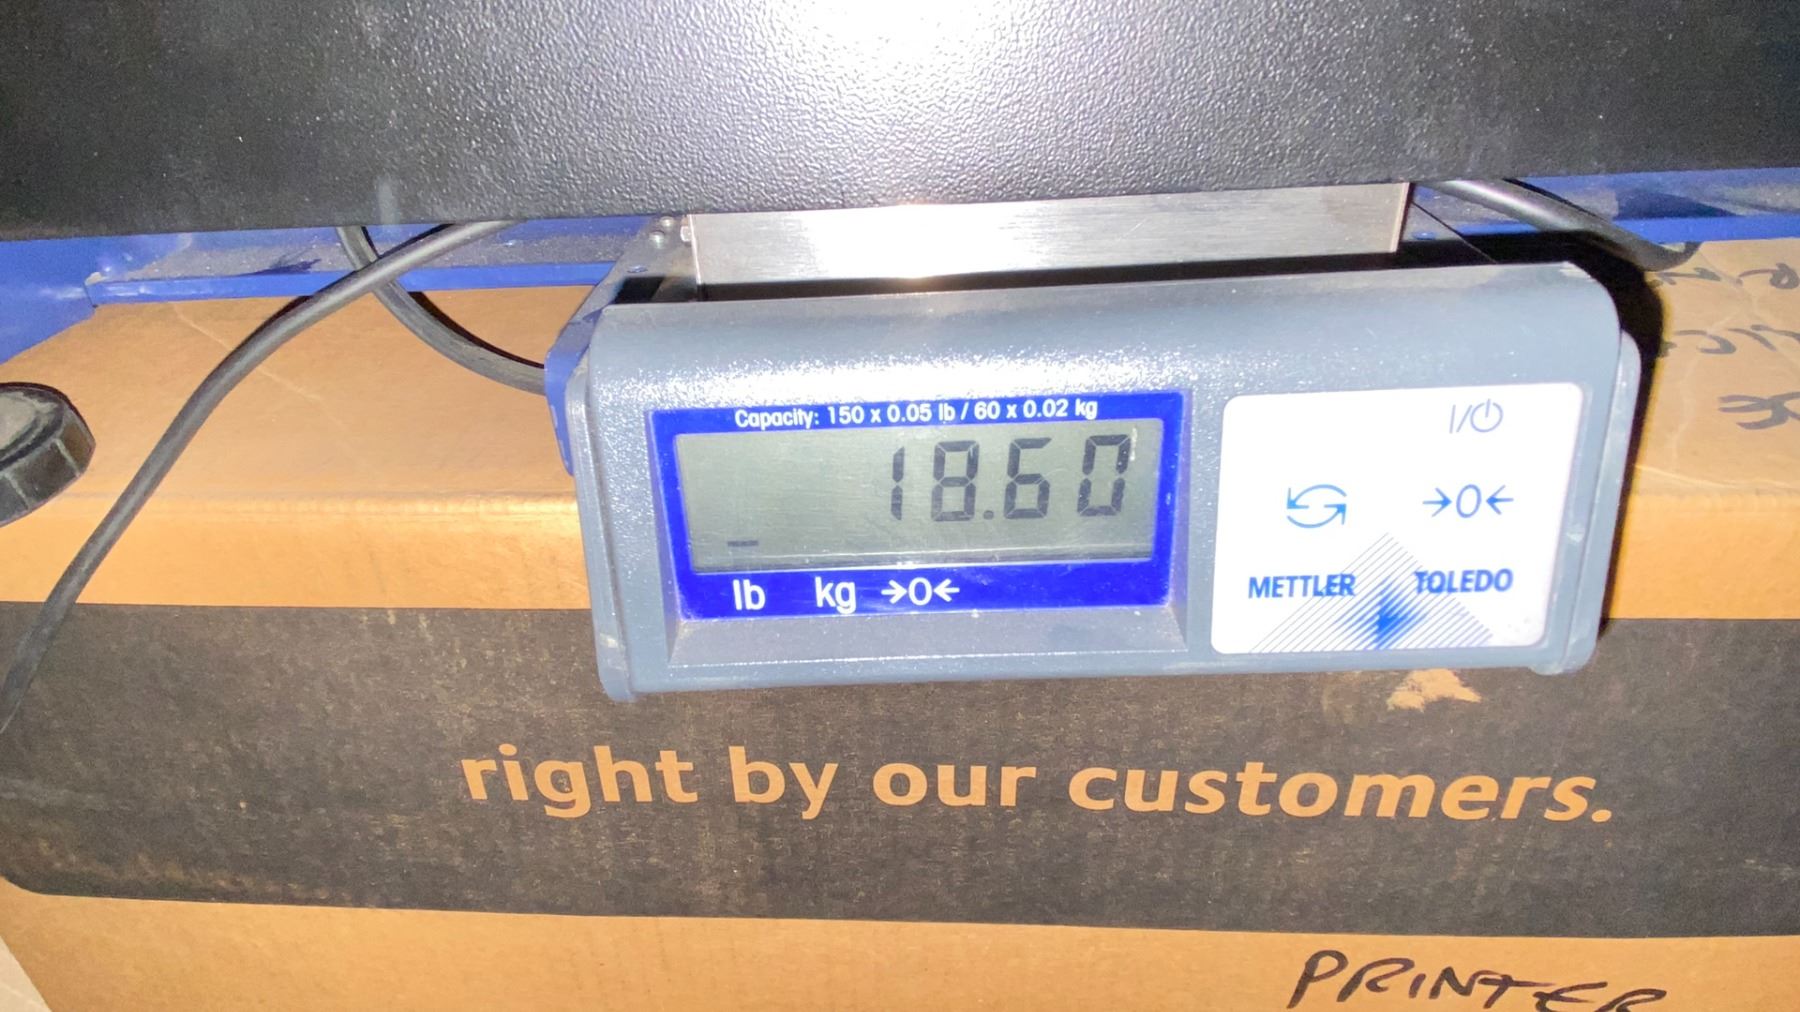 Capacity: 150 x 0.05 lb / 60 x 0.02 kg
18.60
lb kg →0←
I/⏻
→0←
METTLER TOLEDO
right by our customers.
PRINTER